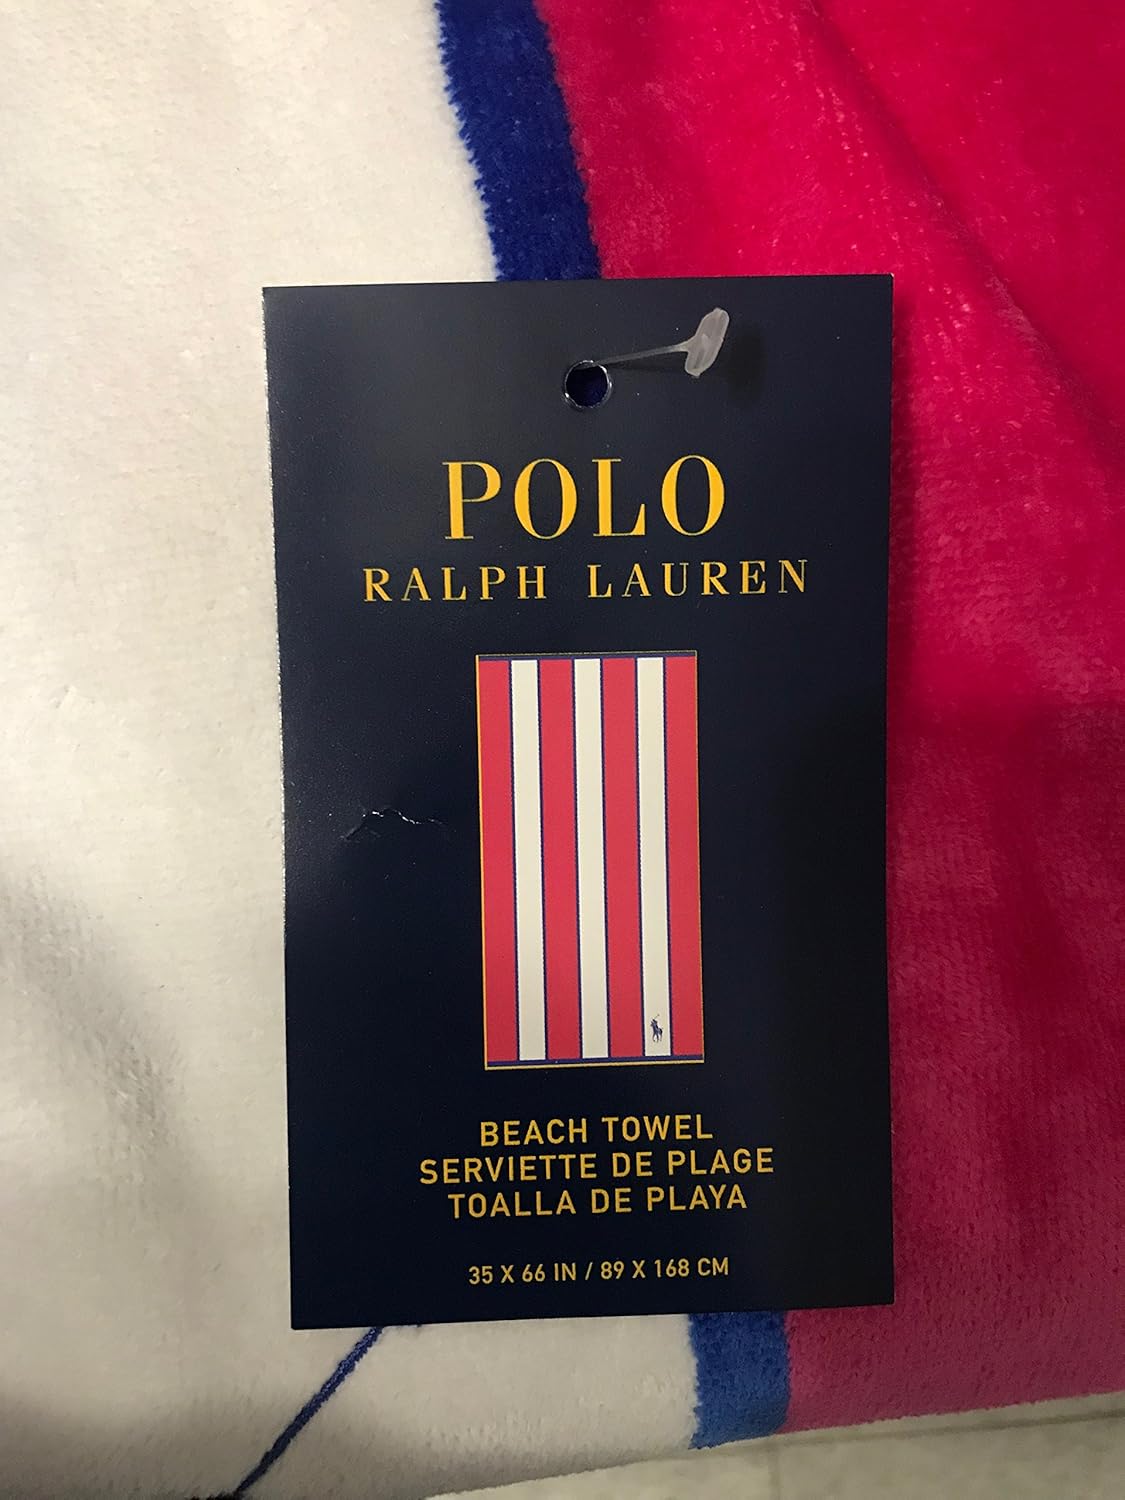 POLO
RALPH LAUREN
BEACH TOWEL
SERVIETTE DE PLAGE
TOALLA DE PLAYA
35 X 66 IN / 89 X 168 CM